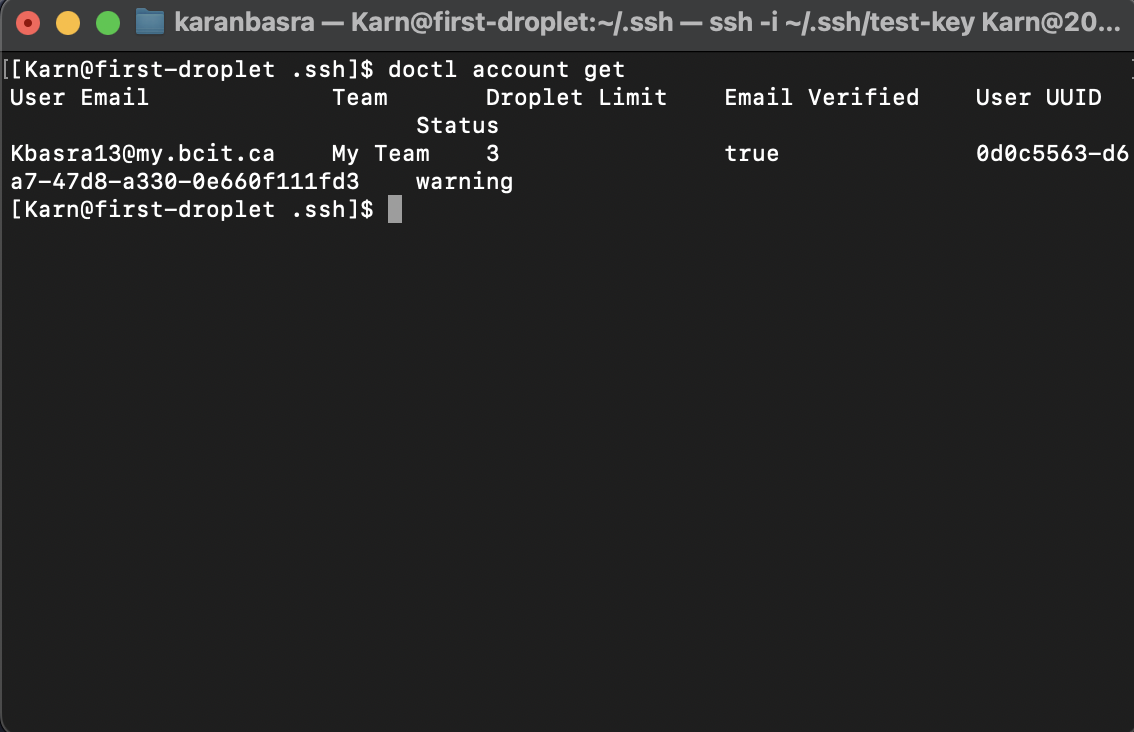 karanbasra — Karn@first-droplet:~/.ssh — ssh -i ~/.ssh/test-key Karn@20...
[[Karn@first-droplet .ssh]$ doctl account get ]
User Email Team Droplet Limit Email Verified User UUID
Status
Kbasra13@my.bcit.ca My Team 3 true 0d0c5563-d6
a7-47d8-a330-0e660f111fd3 warning
[Karn@first-droplet .ssh]$